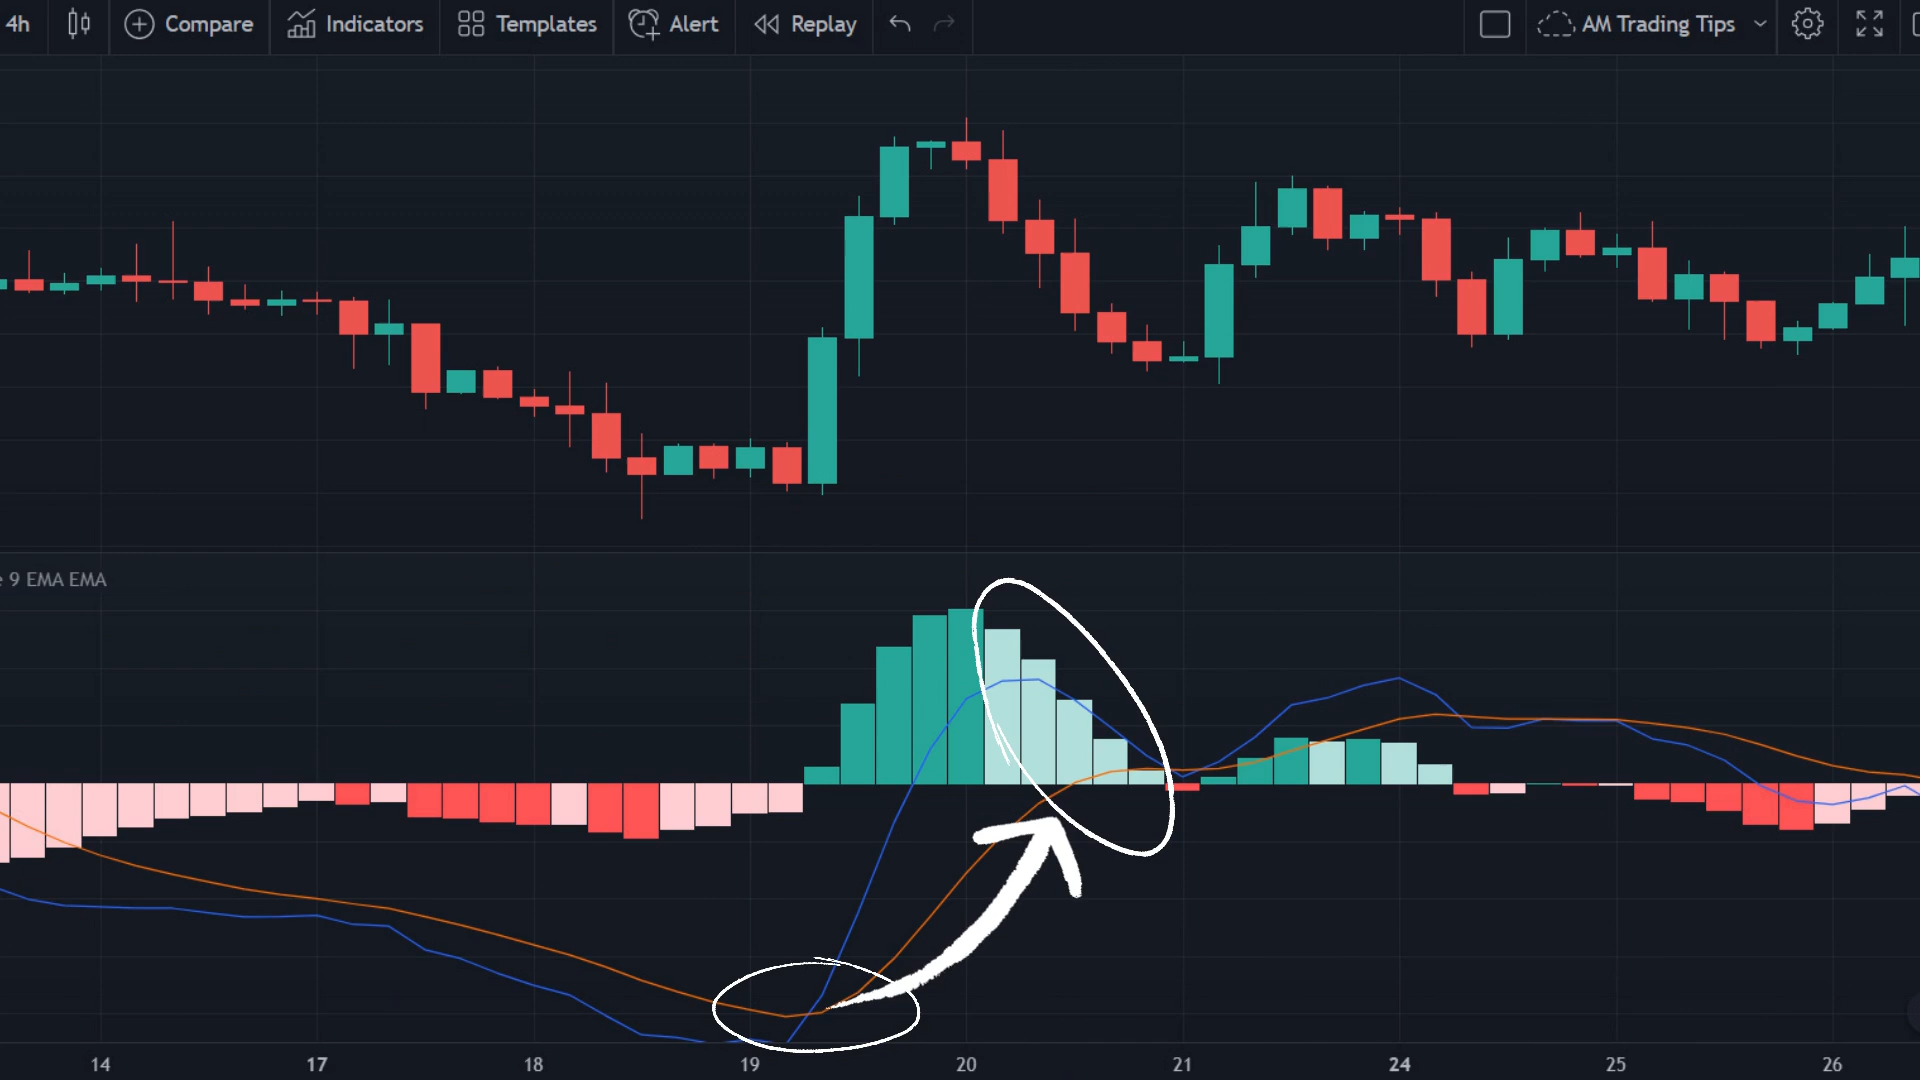 4h Compare Indicators Templates Alert Replay AM Trading Tips
9 EMA EMA
14 17 18 19 20 21 24 25 26